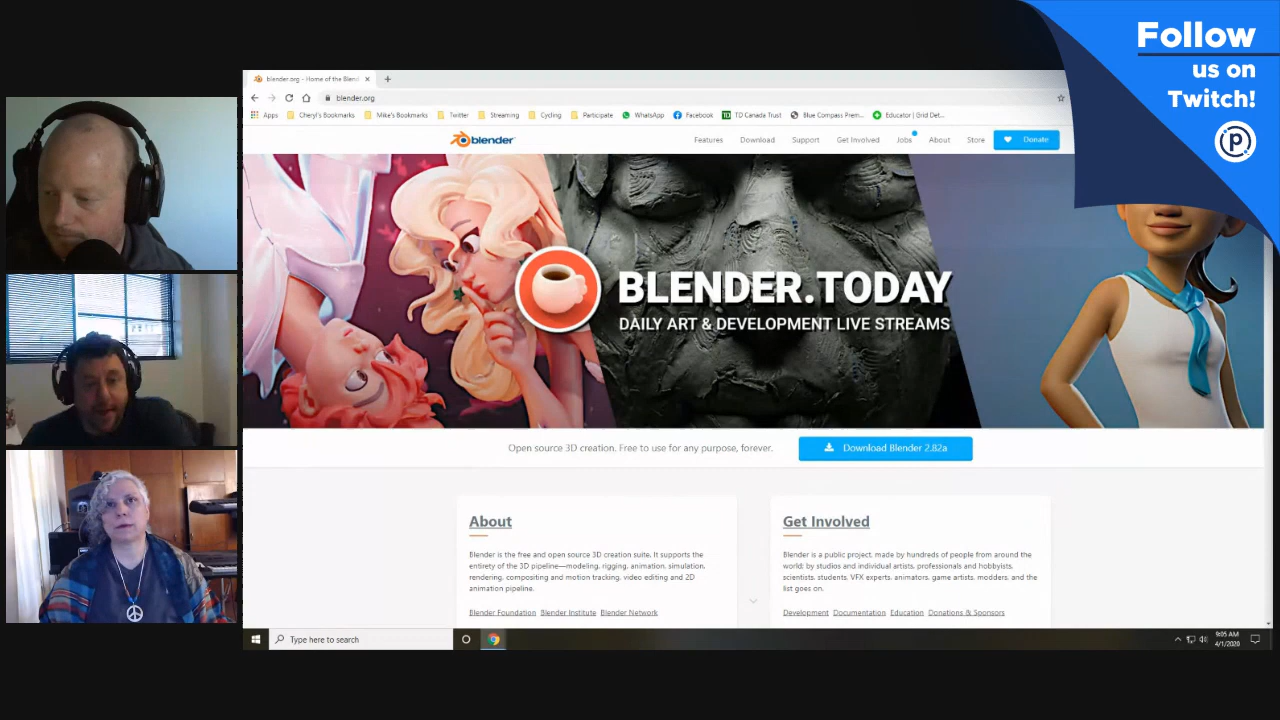 Follow
us on
Twitch!
blender.org - Home of the Blend
blender.org
Apps Cheryl's Bookmarks Mike's Bookmarks Twitter Streaming Cycling Participate WhatsApp Facebook TD Canada Trust Blue Compass Prem... Educator | Grid Det...
blender Features Download Support Get Involved Jobs About Store Donate
BLENDER.TODAY
DAILY ART & DEVELOPMENT LIVE STREAMS
Open source 3D creation. Free to use for any purpose, forever. Download Blender 2.82a
About
Blender is the free and open source 3D creation suite. It supports the
entirety of the 3D pipeline—modeling, rigging, animation, simulation,
rendering, compositing and motion tracking, video editing and 2D
animation pipeline.
Blender Foundation Blender Institute Blender Network
Get Involved
Blender is a public project, made by hundreds of people from around the
world; by studios and individual artists, professionals and hobbyists,
scientists, students, VFX experts, animators, game artists, modders, and the
list goes on.
Development Documentation Education Donations & Sponsors
Type here to search
9:05 AM
4/1/2020